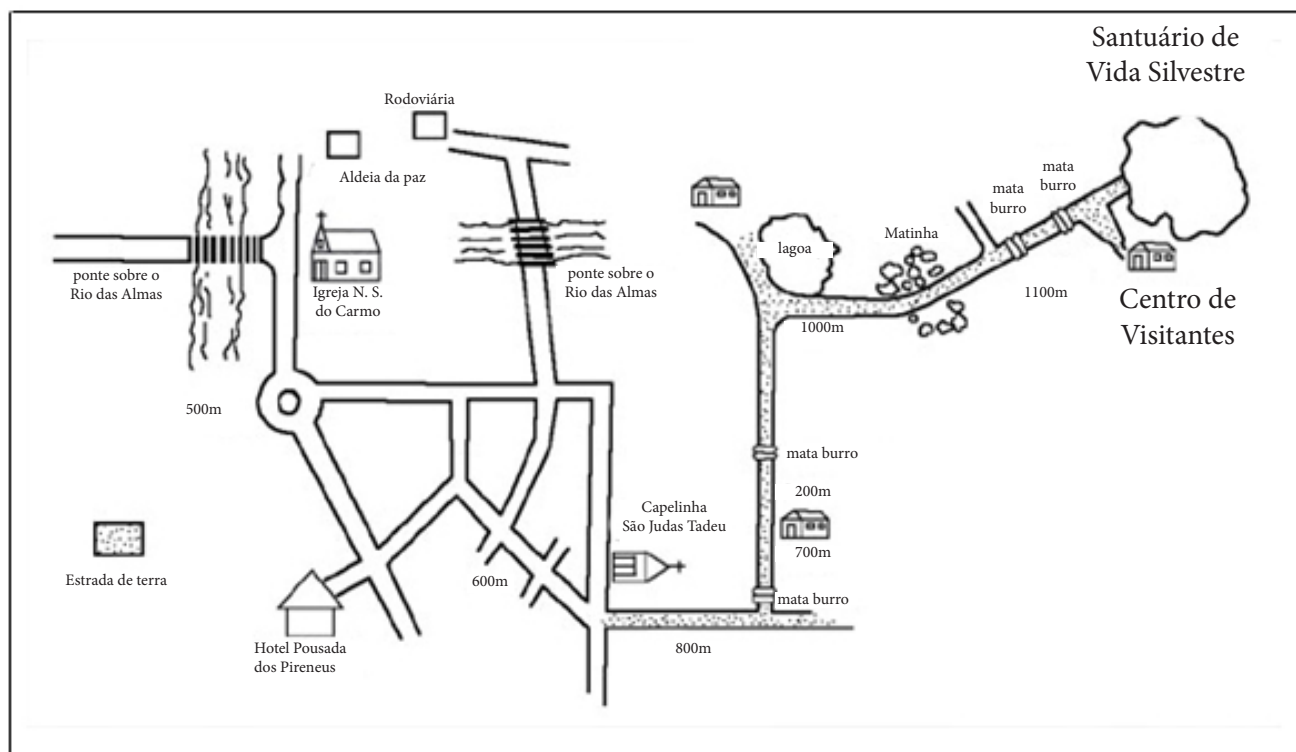 Santuário de
Vida Silvestre
Rodoviária
Aldeia da paz
mata
burro
mata
burro
lagoa
Matinha
ponte sobre o
Rio das Almas
Igreja N. S.
do Carmo
ponte sobre o
Rio das Almas
1100m
Centro de
Visitantes
1000m
500m
mata burro
200m
Capelinha
São Judas Tadeu
700m
Estrada de terra
600m
mata burro
Hotel Pousada
dos Pireneus
800m